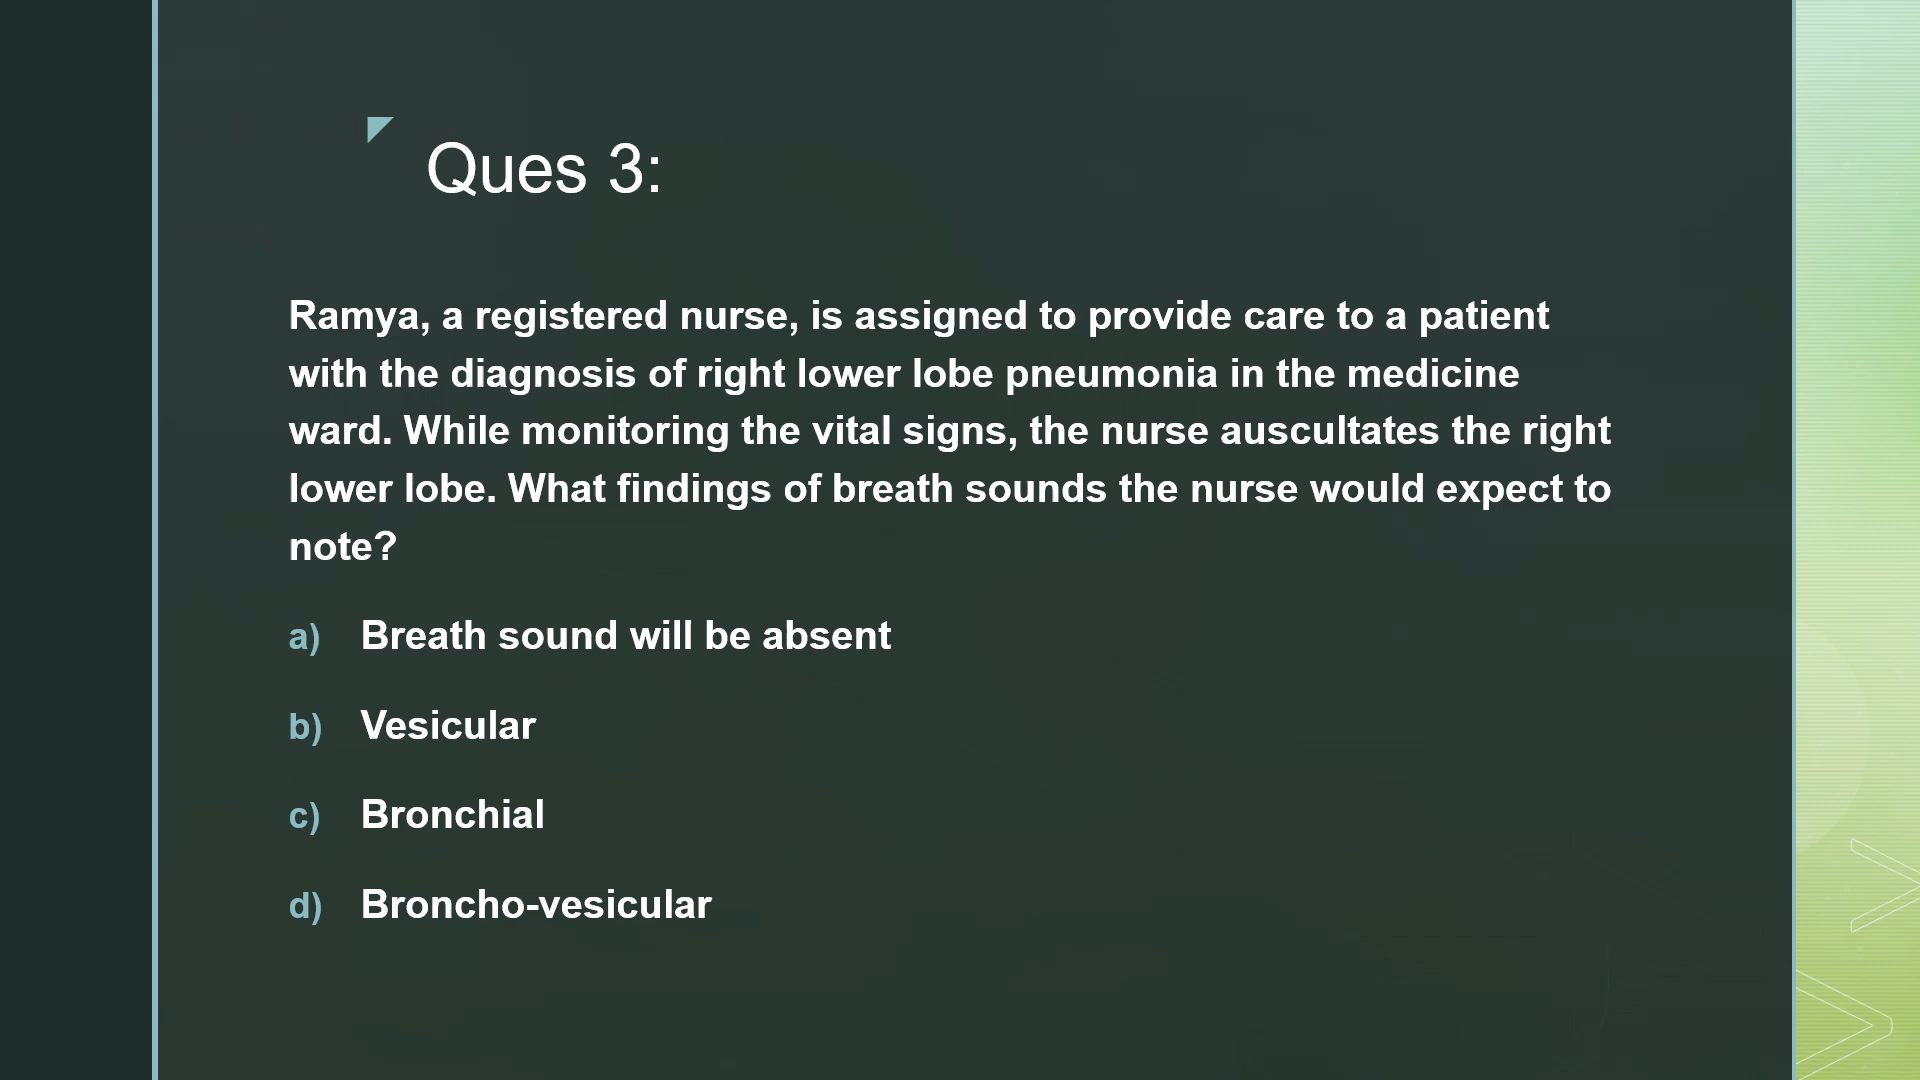 Ques 3:
Ramya, a registered nurse, is assigned to provide care to a patient
with the diagnosis of right lower lobe pneumonia in the medicine
ward. While monitoring the vital signs, the nurse auscultates the right
lower lobe. What findings of breath sounds the nurse would expect to
note?
a) Breath sound will be absent
b) Vesicular
c) Bronchial
d) Broncho-vesicular